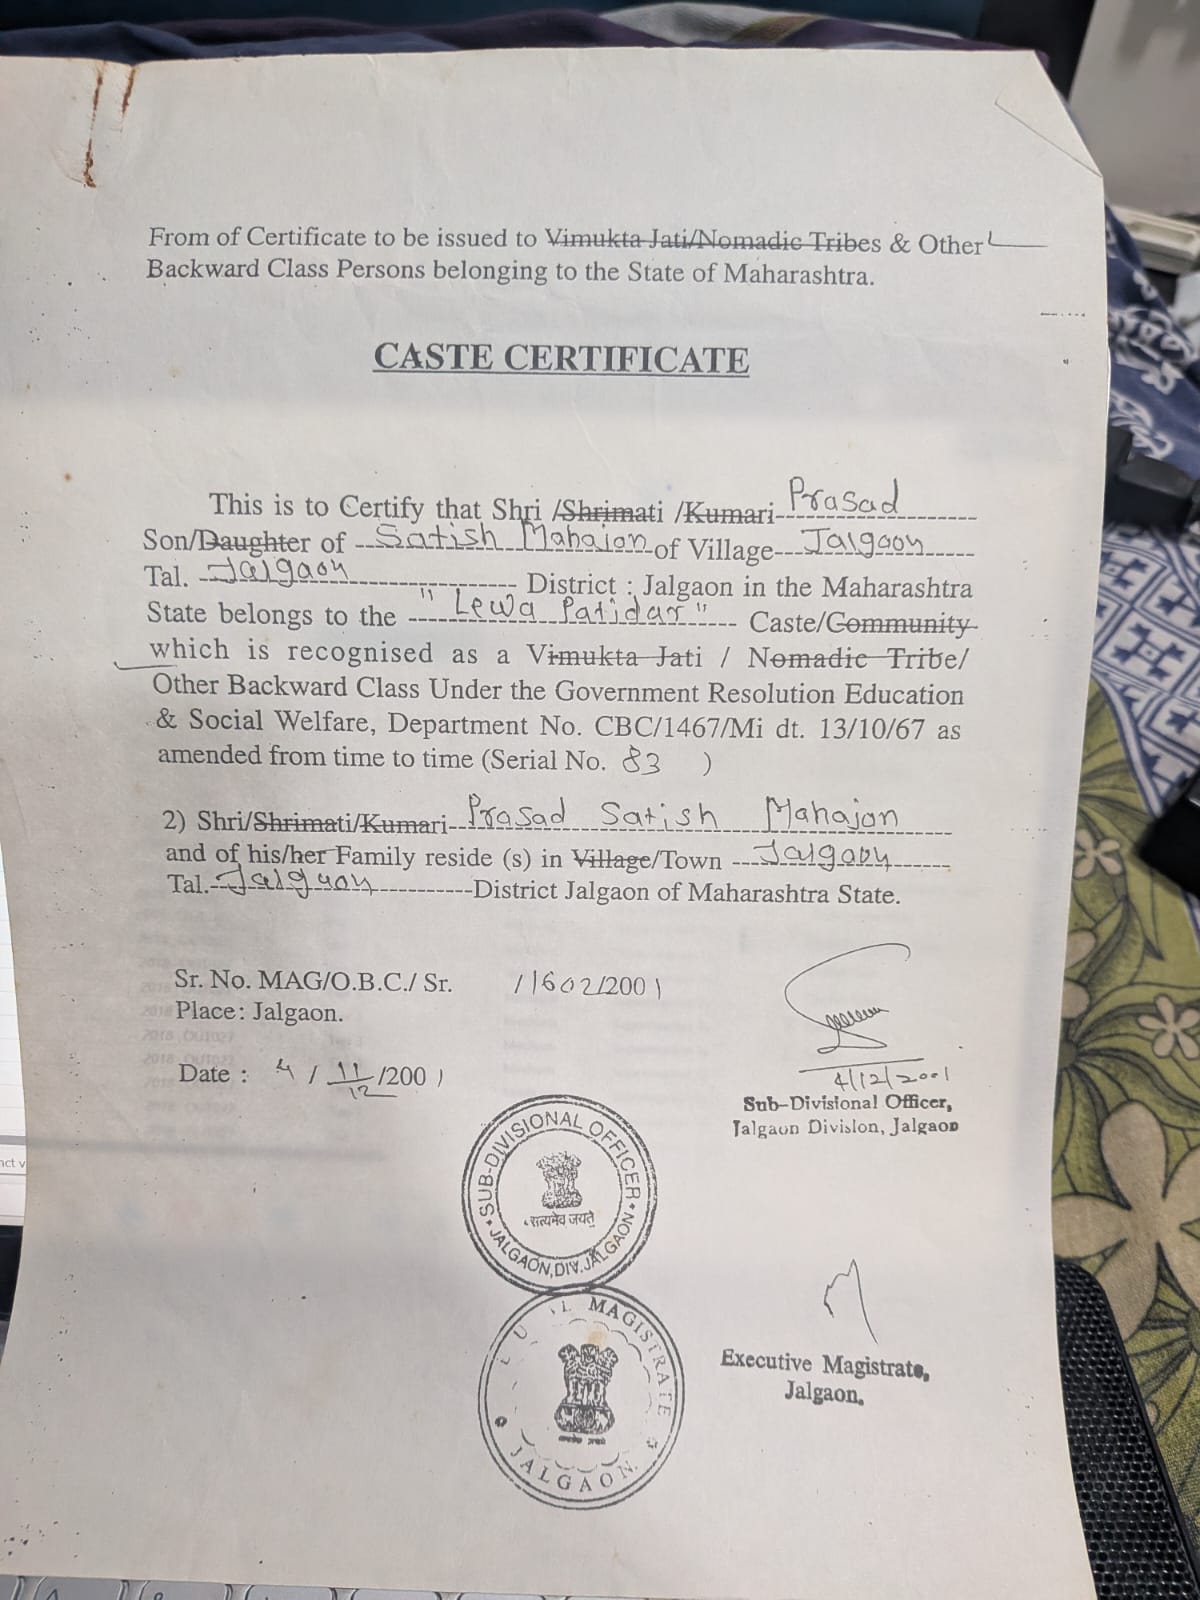 From of Certificate to be issued to Vimukta Jati/Nomadic Tribes & Other
Backward Class Persons belonging to the State of Maharashtra.
CASTE CERTIFICATE
This is to Certify that Shri /Shrimati /Kumari Prasad
Son/Daughter of Satish Mahajan of Village Jalgaon
Tal. Jalgaon District : Jalgaon in the Maharashtra
State belongs to the "Lewa Patidar" Caste/Community
which is recognised as a Vimukta Jati / Nomadic Tribe/
Other Backward Class Under the Government Resolution Education
& Social Welfare, Department No. CBC/1467/Mi dt. 13/10/67 as
amended from time to time (Serial No. 83 )
2) Shri/Shrimati/Kumari Prasad Satish Mahajan
and of his/her Family reside (s) in Village/Town Jalgaon
Tal. Jalgaon District Jalgaon of Maharashtra State.
Sr. No. MAG/O.B.C./ Sr. /1602/2001
Place: Jalgaon.
Date : 4 / 11/12 /2001
4/12/2001
Sub-Divisional Officer,
Jalgaon Division, Jalgaon
SUB-DIVISIONAL OFFICER
सत्यमेव जयते
JALGAON, DIV. JALGAON
MAGISTRATE
JALGAON
Executive Magistrate,
Jalgaon.